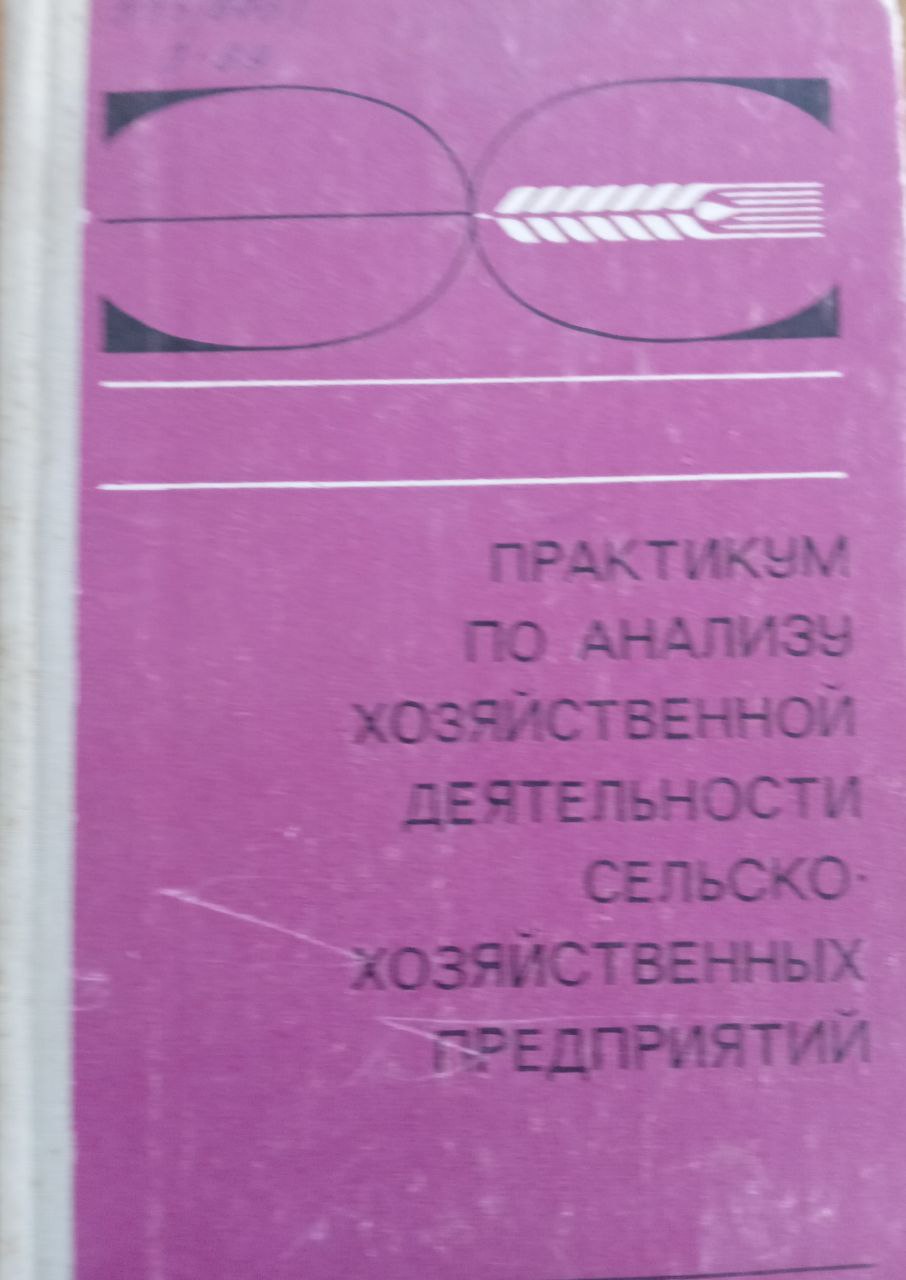 ПРАКТИКУМ
ПО АНАЛИЗУ
ХОЗЯЙСТВЕННОЙ
ДЕЯТЕЛЬНОСТИ
СЕЛЬСКО-
ХОЗЯЙСТВЕННЫХ
ПРЕДПРИЯТИЙ